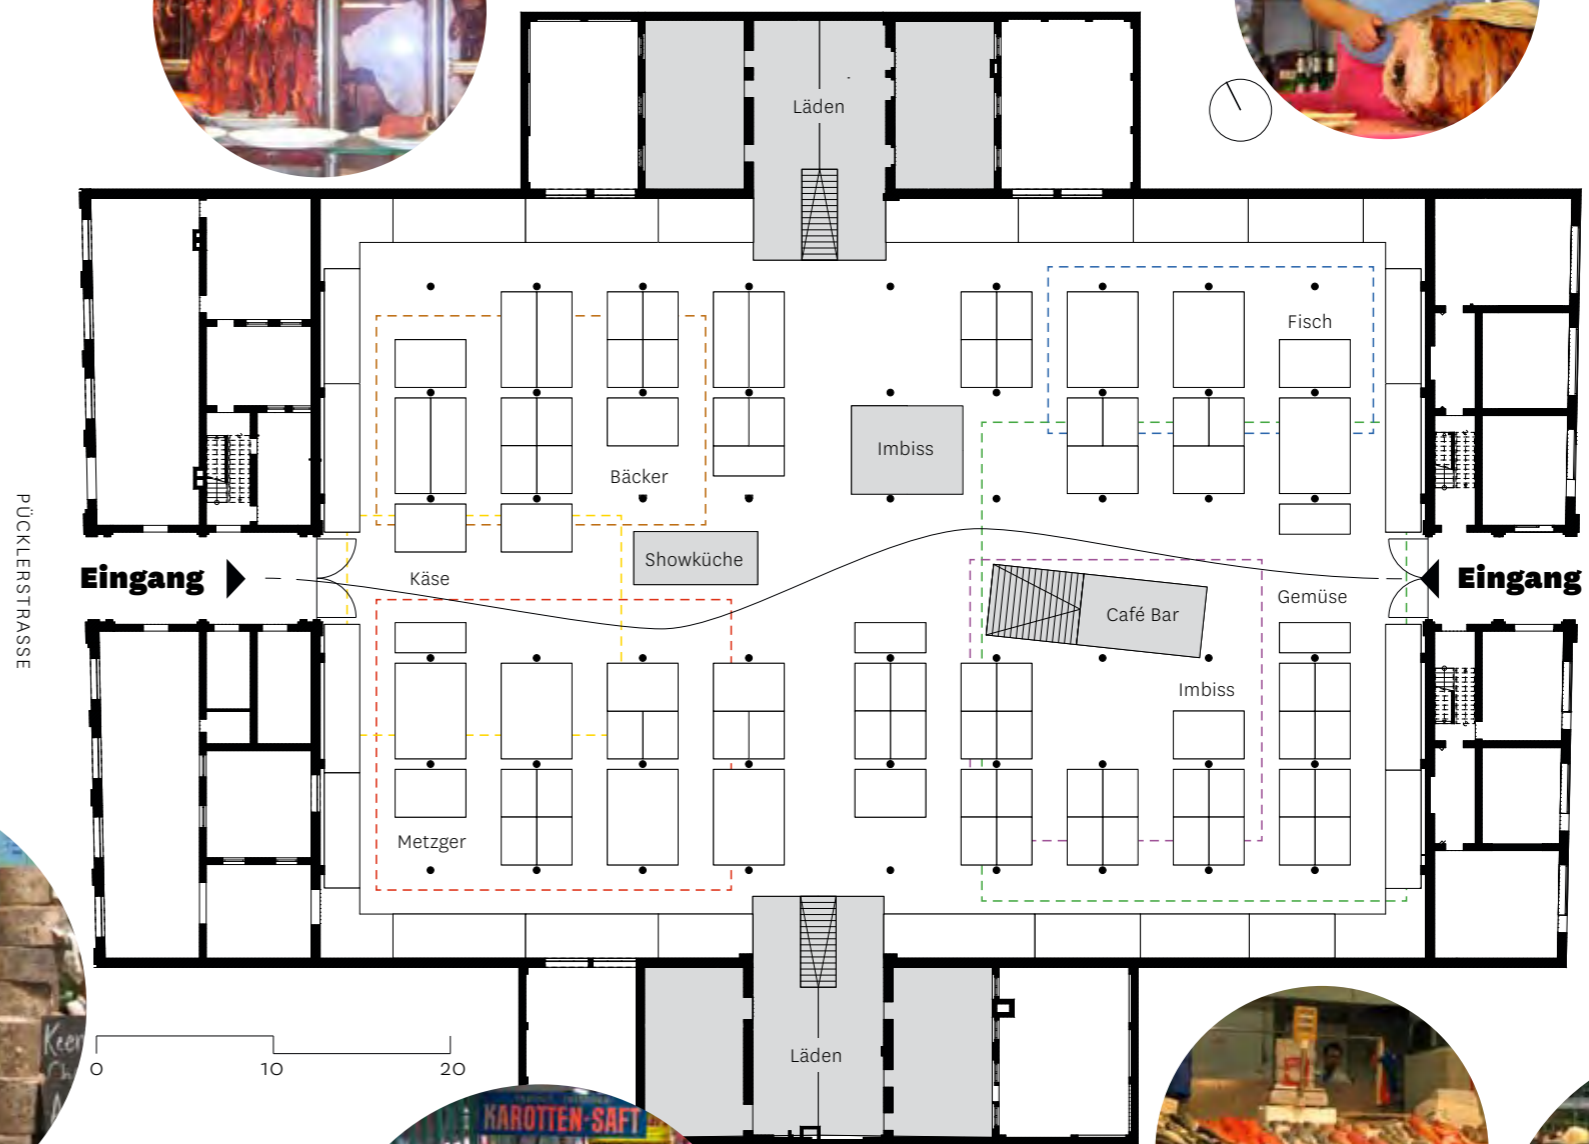 Läden
Fisch
Imbiss
Bäcker
Showküche
Käse
Eingang
Eingang
Gemüse
Café Bar
Imbiss
Metzger
Läden
PÜCKLERSTRASSE
0 10 20
KAROTTEN-SAFT